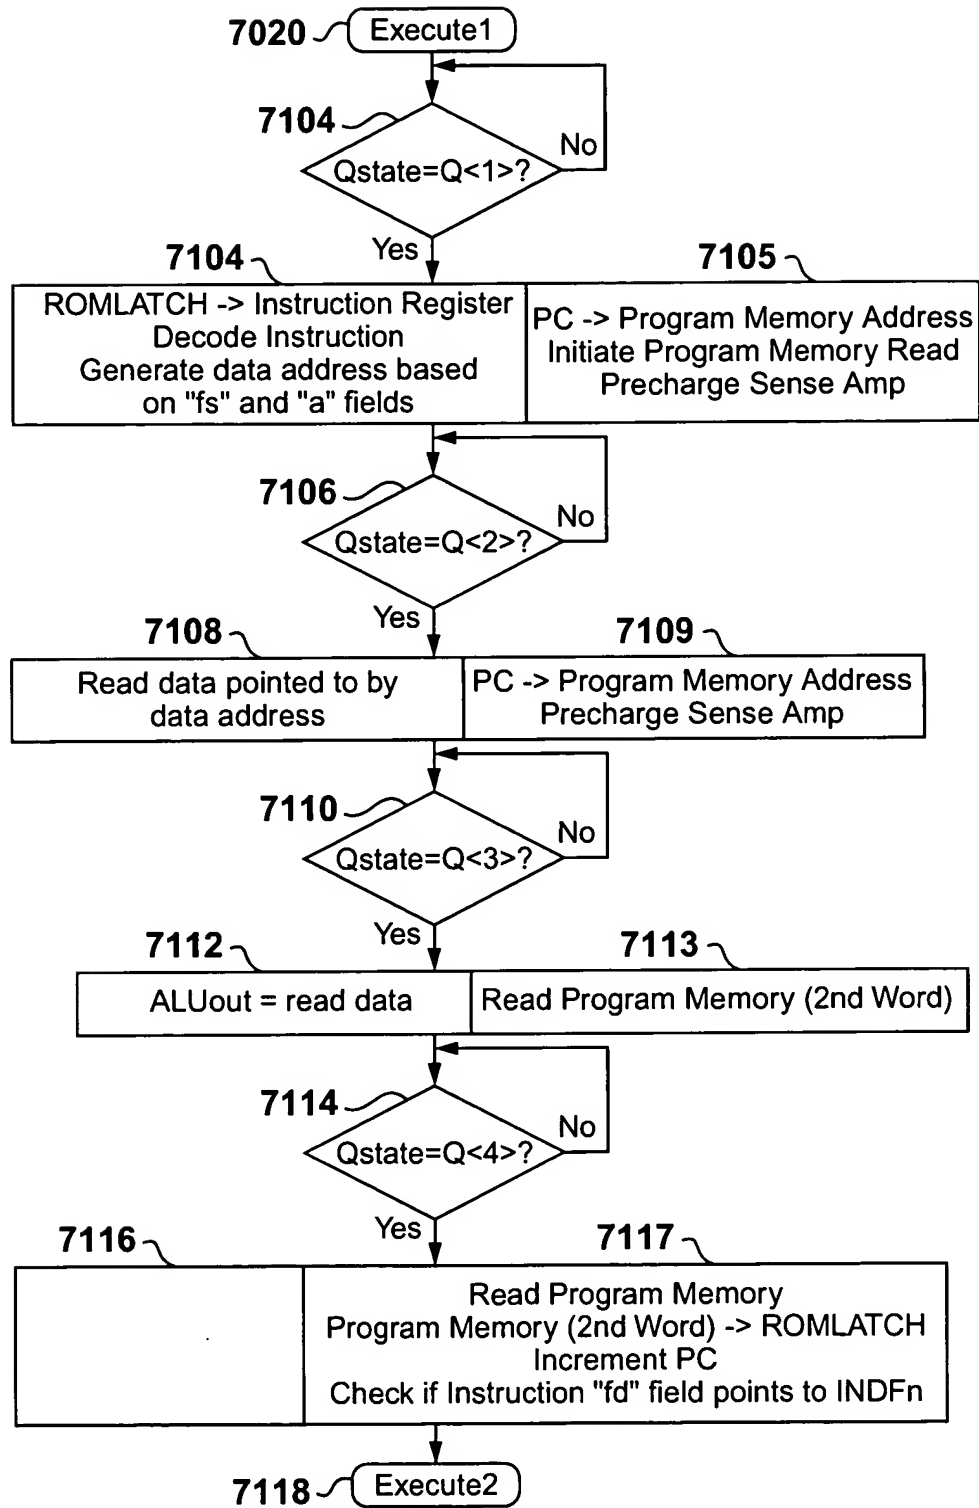 7020 Execute1
7104
Qstate=Q<1>?
No
Yes
7104
7105
ROMLATCH -> Instruction Register
Decode Instruction
Generate data address based
on "fs" and "a" fields
PC -> Program Memory Address
Initiate Program Memory Read
Precharge Sense Amp
7106
Qstate=Q<2>?
No
Yes
7108
7109
Read data pointed to by
data address
PC -> Program Memory Address
Precharge Sense Amp
7110
Qstate=Q<3>?
No
Yes
7112
7113
ALUout = read data
Read Program Memory (2nd Word)
7114
Qstate=Q<4>?
No
Yes
7116
7117
Read Program Memory
Program Memory (2nd Word) -> ROMLATCH
Increment PC
Check if Instruction "fd" field points to INDFn
7118 Execute2